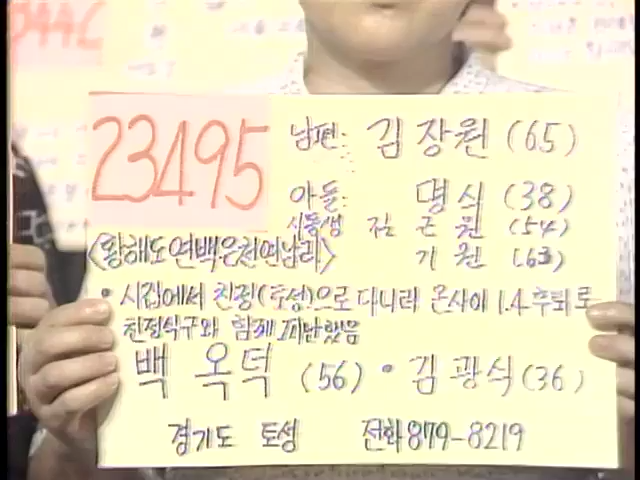 23495
남편: 김장원 (65)
아들 명식 (38)
시동생 김근원 (54)
<황해도연백은천연남리> 기원 (63)
• 시집에서 친정(토성)으로 다니러 온사이 1.4후퇴로
친정식구와 함께 피난했음
백옥덕 (56) • 김광식 (36)
경기도 토성 전화 879-8219